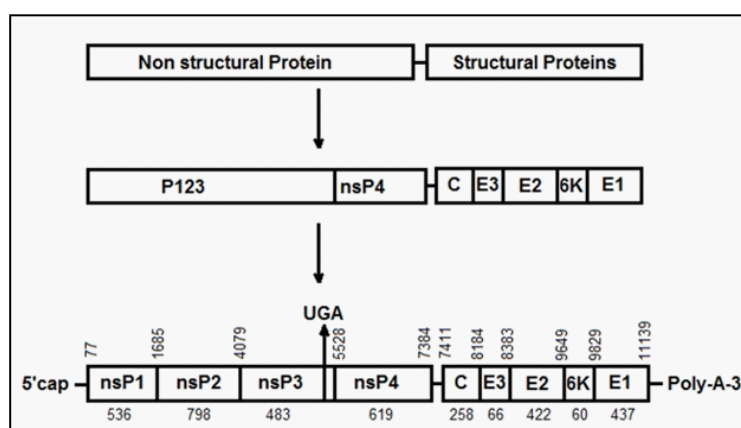 Non structural Protein Structural Proteins
P123 nsP4 C E3 E2 6K E1
UGA
77 1685 4079 5528 7384 7411 8184 8383 9649 9829 11139
5'cap nsP1 nsP2 nsP3 nsP4 C E3 E2 6K E1 Poly-A-3
536 798 483 619 258 66 422 60 437